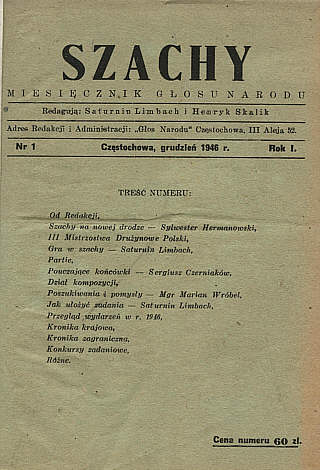 SZACHY
MIESIĘCZNIK GŁOSU NARODU
Redagują: Saturnin Limbach i Henryk Skalik
Adres Redakcji i Administracji: „Głos Narodu" Częstochowa, III Aleja 52.
Nr 1 Częstochowa, grudzień 1946 r. Rok I.
TREŚĆ NUMERU:
Od Redakcji,
Szachy na nowej drodze — Sylwester Hermanowski,
III Mistrzostwa Drużynowe Polski,
Gra w szachy — Saturnin Limbach,
Partie,
Pouczające końcówki — Sergiusz Czerniaków,
Dział kompozycji,
Poszukiwania i pomysły — Mgr Marian Wróbel,
Jak ułożyć zadania — Saturnin Limbach,
Przegląd wydarzeń w r. 1946,
Kronika krajowa,
Kronika zagraniczna,
Konkursy zadaniowe,
Różne.
Cena numeru 60 zł.